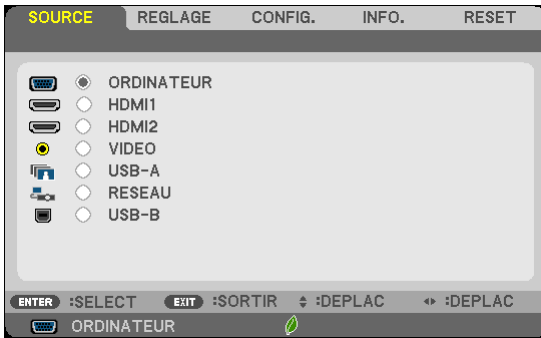 SOURCE REGLAGE CONFIG. INFO. RESET
ORDINATEUR
HDMI1
HDMI2
VIDEO
USB-A
RESEAU
USB-B
ENTER :SELECT EXIT :SORTIR :DEPLAC :DEPLAC
ORDINATEUR